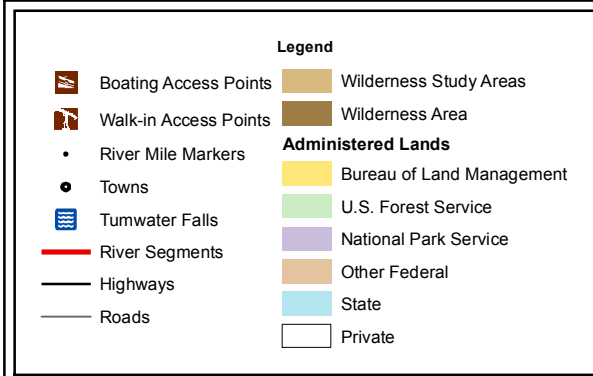 Legend
Boating Access Points
Walk-in Access Points
River Mile Markers
Towns
Tumwater Falls
River Segments
Highways
Roads
Wilderness Study Areas
Wilderness Area
Administered Lands
Bureau of Land Management
U.S. Forest Service
National Park Service
Other Federal
State
Private